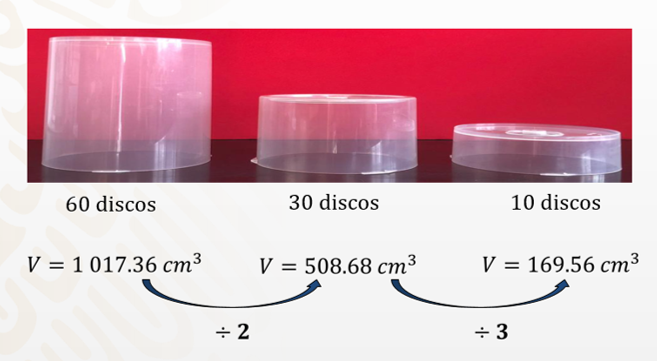 60 discos 30 discos 10 discos
V = 1 017.36 cm³ V = 508.68 cm³ V = 169.56 cm³
÷ 2 ÷ 3